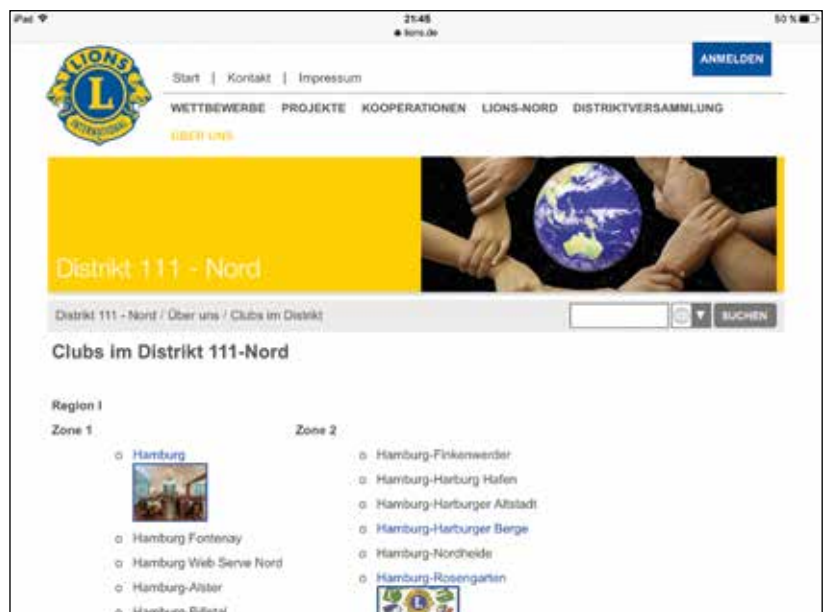 iPad 21:45 50 %
lions.de
LIONS
L
INTERNATIONAL
ANMELDEN
Start | Kontakt | Impressum
WETTBEWERBE PROJEKTE KOOPERATIONEN LIONS-NORD DISTRIKTVERSAMMLUNG
ÜBER UNS
Distrikt 111 - Nord
Distrikt 111 - Nord / Über uns / Clubs im Distrikt
SUCHEN
Clubs im Distrikt 111-Nord
Region I
Zone 1 Zone 2
Hamburg
Hamburg Fontenay
Hamburg Web Serve Nord
Hamburg-Alster
Hamburg-Billetal
Hamburg-Finkenwerder
Hamburg-Harburg Hafen
Hamburg-Harburger Altstadt
Hamburg-Harburger Berge
Hamburg-Nordheide
Hamburg-Rosengarten
L